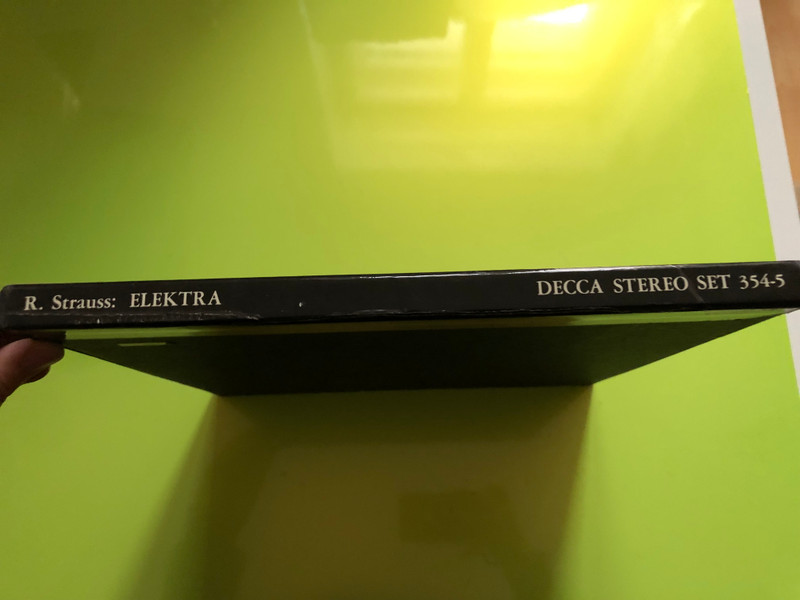 R. Strauss: ELEKTRA
DECCA STEREO SET 354-5